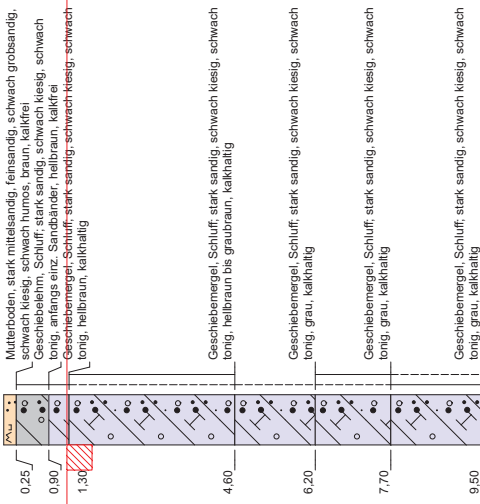 Mutterboden, stark mittelsandig, feinsandig, schwach grobsandig,
schwach kiesig, schwach humos, braun, kalkfrei
Geschiebelehm, Schluff; stark sandig, schwach kiesig, schwach
tonig, anfangs einz. Sandbänder, hellbraun, kalkfrei
Geschiebemergel, Schluff; stark sandig, schwach kiesig, schwach
tonig, hellbraun, kalkhaltig
Geschiebemergel, Schluff; stark sandig, schwach kiesig, schwach
tonig, hellbraun bis graubraun, kalkhaltig
Geschiebemergel, Schluff; stark sandig, schwach kiesig, schwach
tonig, grau, kalkhaltig
Geschiebemergel, Schluff; stark sandig, schwach kiesig, schwach
tonig, grau, kalkhaltig
Geschiebemergel, Schluff; stark sandig, schwach kiesig, schwach
tonig, grau, kalkhaltig
Mu
0,25
0,90
1,30
4,60
6,20
7,70
9,50